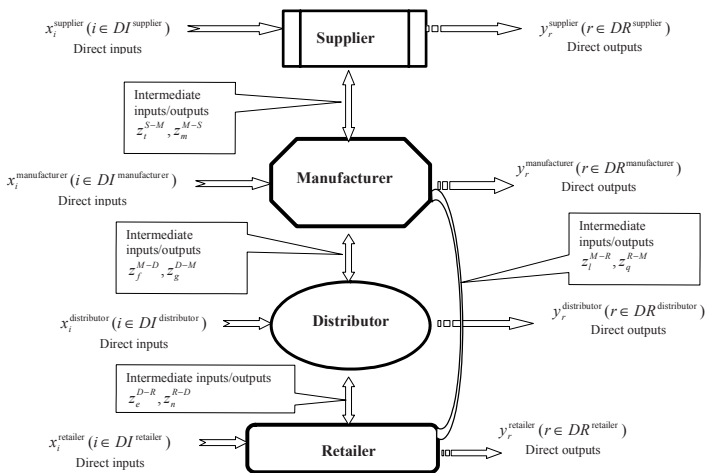 x_i^supplier (i ∈ DI^supplier)
Direct inputs
Supplier
y_r^supplier (r ∈ DR^supplier)
Direct outputs
Intermediate
inputs/outputs
z_t^S−M , z_m^M−S
x_i^manufacturer (i ∈ DI^manufacturer)
Direct inputs
Manufacturer
y_r^manufacturer (r ∈ DR^manufacturer)
Direct outputs
Intermediate
inputs/outputs
z_f^M−D , z_g^D−M
Intermediate
inputs/outputs
z_l^M−R , z_q^R−M
x_i^distributor (i ∈ DI^distributor)
Direct inputs
Distributor
y_r^distributor (r ∈ DR^distributor)
Direct outputs
Intermediate inputs/outputs
z_e^D−R , z_n^R−D
x_i^retailer (i ∈ DI^retailer)
Direct inputs
Retailer
y_r^retailer (r ∈ DR^retailer)
Direct outputs